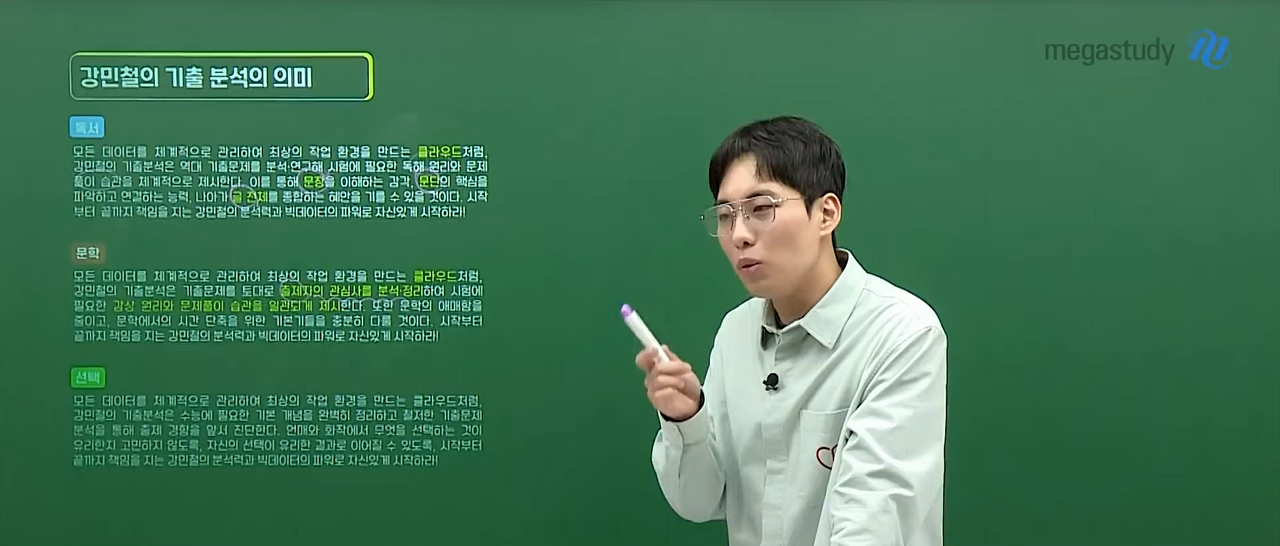 megastudy
강민철의 기출 분석의 의미
독서
모든 데이터를 체계적으로 관리하여 최상의 작업 환경을 만드는 클라우드처럼,
강민철의 기출분석은 역대 기출문제를 분석·연구해 시험에 필요한 독해 원리와 문제
풀이 습관을 체계적으로 제시한다. 이를 통해 문장을 이해하는 감각, 문단의 핵심을
파악하고 연결하는 능력, 나아가 글 전체를 종합하는 혜안을 기를 수 있을 것이다. 시작
부터 끝까지 책임을 지는 강민철의 분석력과 빅데이터의 파워로 자신있게 시작하라!
문학
모든 데이터를 체계적으로 관리하여 최상의 작업 환경을 만드는 클라우드처럼,
강민철의 기출분석은 기출문제를 토대로 출제자의 관심사를 분석·정리하여 시험에
필요한 감상 원리와 문제풀이 습관을 일관되게 제시한다. 또한 문학의 애매함을
줄이고, 문학에서의 시간 단축을 위한 기본기들을 충분히 다룰 것이다. 시작부터
끝까지 책임을 지는 강민철의 분석력과 빅데이터의 파워로 자신있게 시작하라!
선택
모든 데이터를 체계적으로 관리하여 최상의 작업 환경을 만드는 클라우드처럼,
강민철의 기출분석은 수능에 필요한 기본 개념을 완벽히 정리하고 철저한 기출문제
분석을 통해 출제 경향을 앞서 진단한다. 언매와 화작에서 무엇을 선택하는 것이
유리한지 고민하지 않도록, 자신의 선택이 유리한 결과로 이어질 수 있도록, 시작부터
끝까지 책임을 지는 강민철의 분석력과 빅데이터의 파워로 자신있게 시작하라!